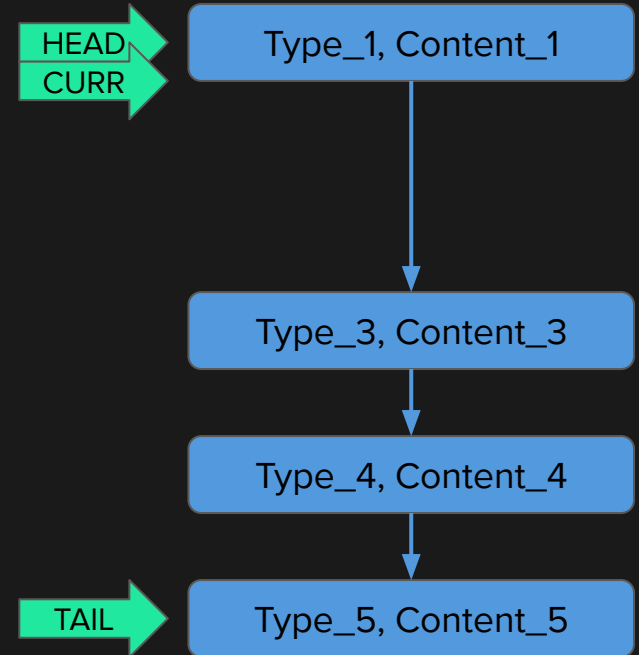 HEAD
Type_1, Content_1
CURR
Type_3, Content_3
Type_4, Content_4
TAIL
Type_5, Content_5